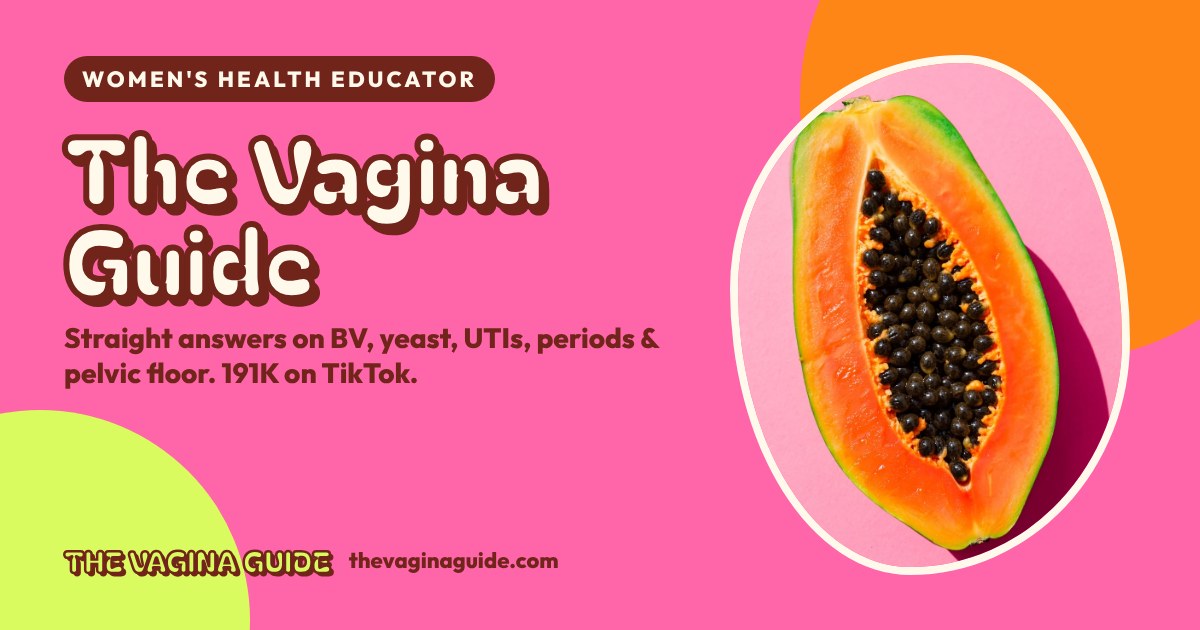 WOMEN'S HEALTH EDUCATOR
The Vagina
Guide
Straight answers on BV, yeast, UTIs, periods &
pelvic floor. 191K on TikTok.
THE VAGINA GUIDE thevaginaguide.com